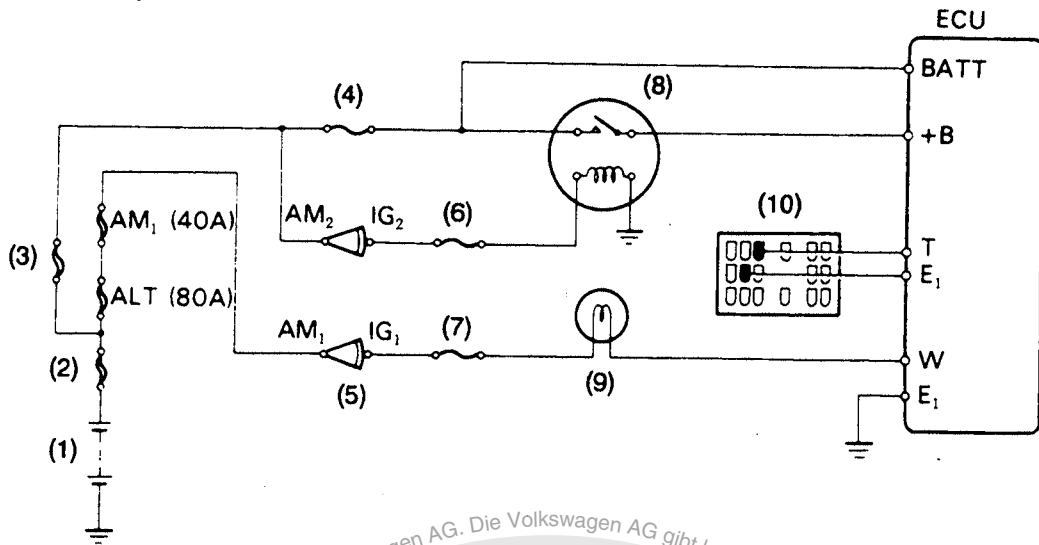 ECU
BATT
(4)
(8)
+B
AM₁ (40A)
AM₂
IG₂
(6)
(10)
T
(3)
E₁
ALT (80A)
AM₁
IG₁
(7)
W
(2)
(5)
(9)
E₁
(1)
AG. Die Volkswagen AG gibt